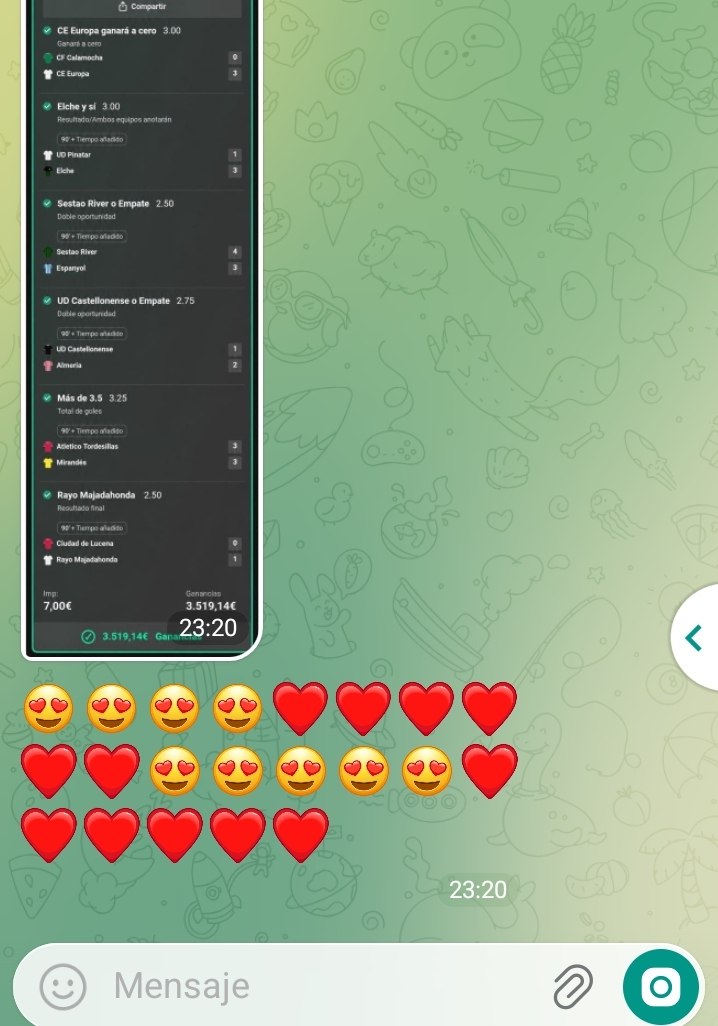 Compartir
CE Europa ganará a cero 3.00
Ganará a cero
CF Calamocha 0
CE Europa 3
Elche y sí 3.00
Resultado/Ambos equipos anotarán
90' + Tiempo añadido
UD Pinatar 1
Elche 3
Sestao River o Empate 2.50
Doble oportunidad
90' + Tiempo añadido
Sestao River 4
Espanyol 3
UD Castellonense o Empate 2.75
Doble oportunidad
90' + Tiempo añadido
UD Castellonense 1
Almería 2
Más de 3.5 3.25
Total de goles
90' + Tiempo añadido
Atletico Tordesillas 3
Mirandés 3
Rayo Majadahonda 2.50
Resultado final
90' + Tiempo añadido
Ciudad de Lucena 0
Rayo Majadahonda 1
Imp: Ganancias
7,00€ 3.519,14€
3.519,14€ Ganancias
23:20
23:20
Mensaje